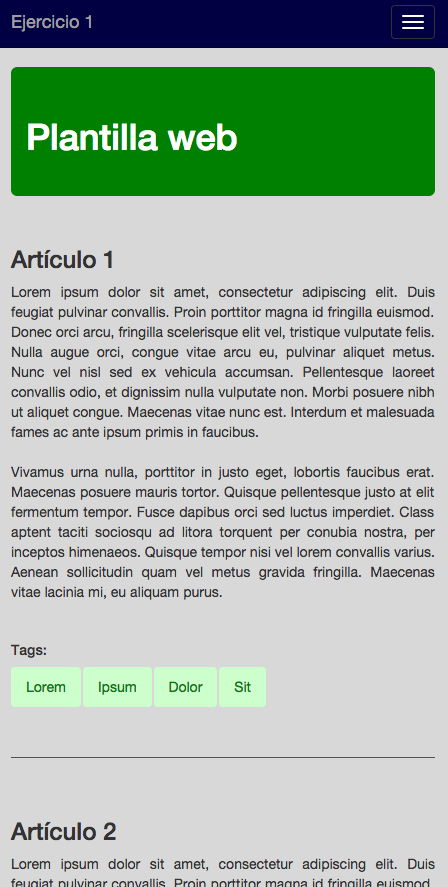 Ejercicio 1
Plantilla web
Artículo 1
Lorem ipsum dolor sit amet, consectetur adipiscing elit. Duis
feugiat pulvinar convallis. Proin porttitor magna id fringilla euismod.
Donec orci arcu, fringilla scelerisque elit vel, tristique vulputate felis.
Nulla augue orci, congue vitae arcu eu, pulvinar aliquet metus.
Nunc vel nisl sed ex vehicula accumsan. Pellentesque laoreet
convallis odio, et dignissim nulla vulputate non. Morbi posuere nibh
ut aliquet congue. Maecenas vitae nunc est. Interdum et malesuada
fames ac ante ipsum primis in faucibus.
Vivamus urna nulla, porttitor in justo eget, lobortis faucibus erat.
Maecenas posuere mauris tortor. Quisque pellentesque justo at elit
fermentum tempor. Fusce dapibus orci sed luctus imperdiet. Class
aptent taciti sociosqu ad litora torquent per conubia nostra, per
inceptos himenaeos. Quisque tempor nisi vel lorem convallis varius.
Aenean sollicitudin quam vel metus gravida fringilla. Maecenas
vitae lacinia mi, eu aliquam purus.
Tags:
Lorem Ipsum Dolor Sit
Artículo 2
Lorem ipsum dolor sit amet, consectetur adipiscing elit. Duis
feugiat pulvinar convallis. Proin porttitor magna id fringilla euismod.